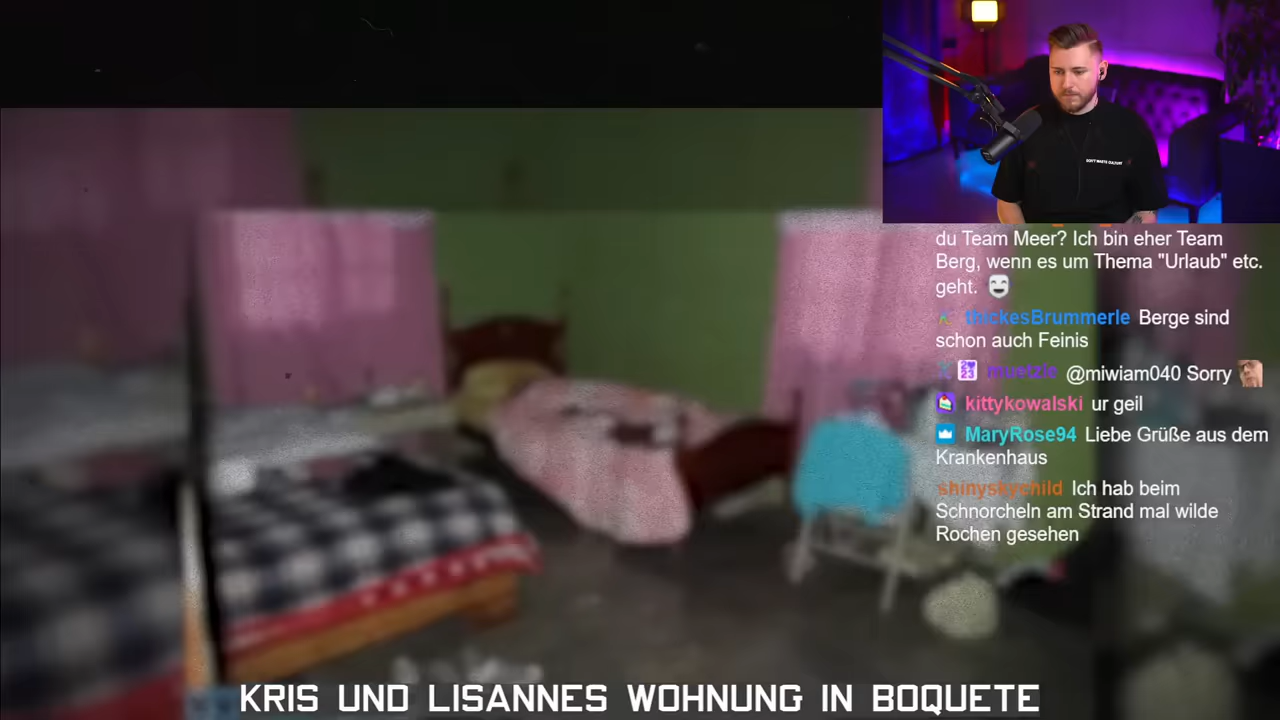 du Team Meer? Ich bin eher Team
Berg, wenn es um Thema "Urlaub" etc.
geht.
thickesBrummerle Berge sind
schon auch Feinis
muetzle @miwiam040 Sorry
kittykowalski ur geil
MaryRose94 Liebe Grüße aus dem
Krankenhaus
shinyskychild Ich hab beim
Schnorcheln am Strand mal wilde
Rochen gesehen
KRIS UND LISANNES WOHNUNG IN BOQUETE